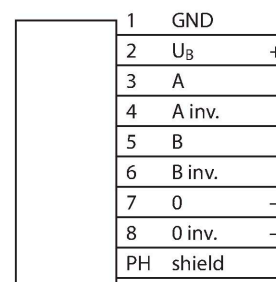 1 GND
2 U_B +
3 A
4 A inv.
5 B
6 B inv.
7 0 –
8 0 inv. –
PH shield